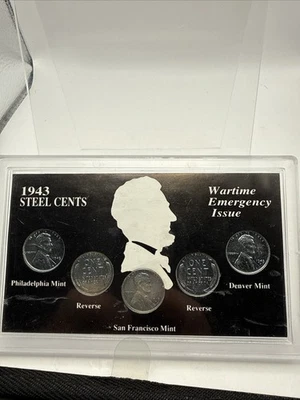 1943
STEEL CENTS
Wartime
Emergency
Issue
Philadelphia Mint
Denver Mint
ONE
CENT
ONE
CENT
Reverse
Reverse
San Francisco Mint